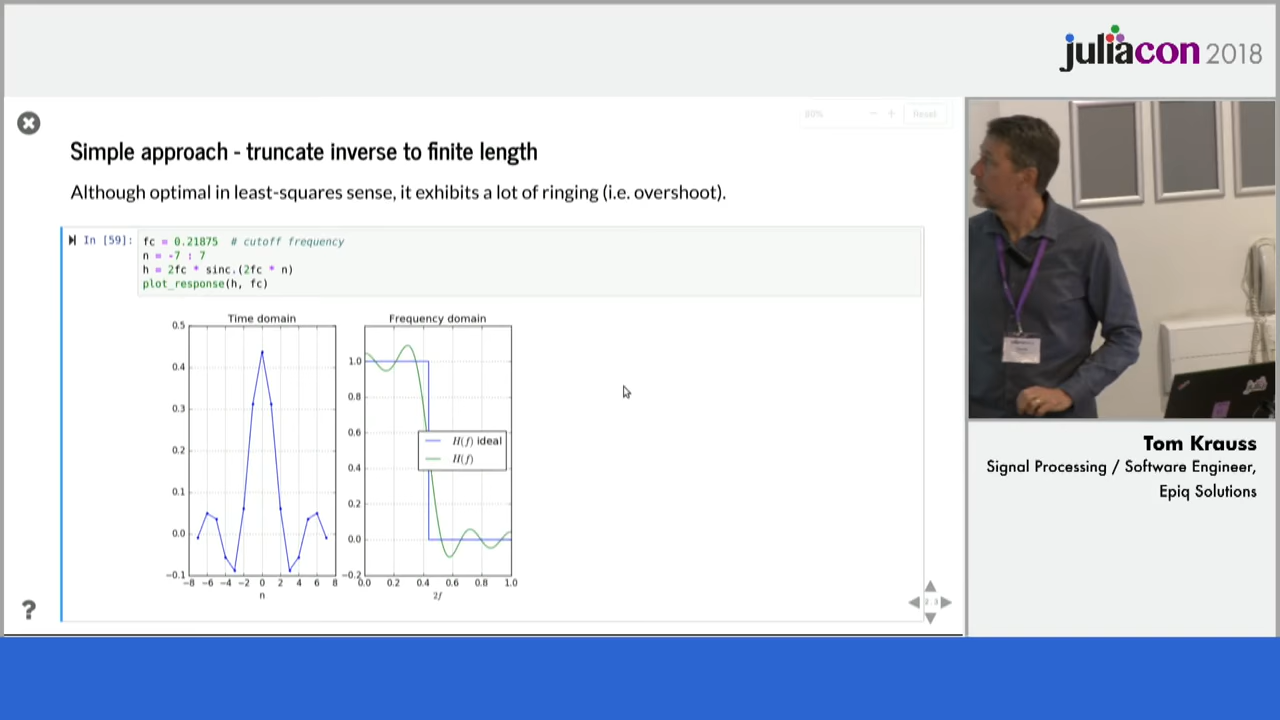 juliacon 2018
80% − + Reset
Simple approach - truncate inverse to finite length
Although optimal in least-squares sense, it exhibits a lot of ringing (i.e. overshoot).
In [59]:
fc = 0.21875 # cutoff frequency
n = -7 : 7
h = 2fc * sinc.(2fc * n)
plot_response(h, fc)
Time domain
0.5
0.4
0.3
0.2
0.1
0.0
−0.1
−8 −6 −4 −2 0 2 4 6 8
n
Frequency domain
1.0
0.8
0.6
0.4
0.2
0.0
−0.2
H(f) ideal
H(f)
0.0 0.2 0.4 0.6 0.8 1.0
2f
?
Tom Krauss
Signal Processing / Software Engineer,
Epiq Solutions